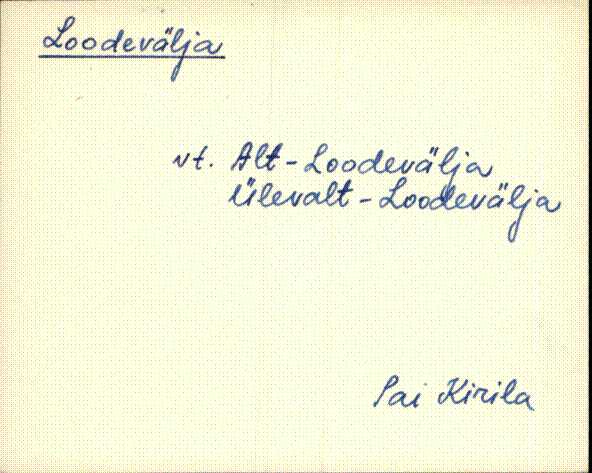 Loodevälja
vt. Alt-Loodevälja
Ülevalt-Loodevälja
Sai Kirila